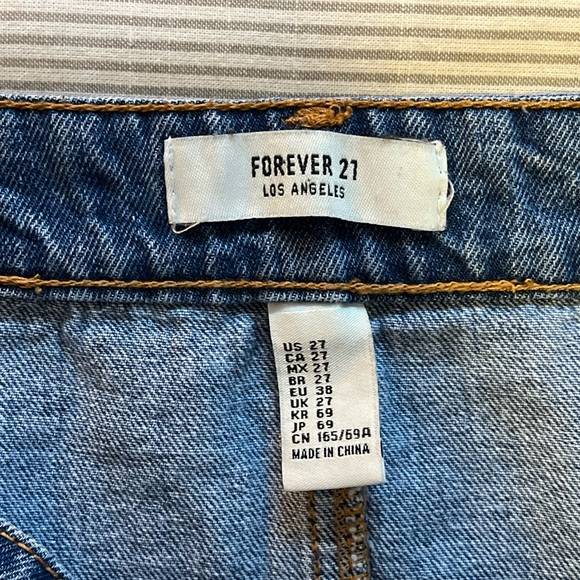 FOREVER 21
LOS ANGELES
US 27
CA 27
MX 27
BR 27
EU 38
UK 27
KR 69
JP 69
CN 165/69A
MADE IN CHINA